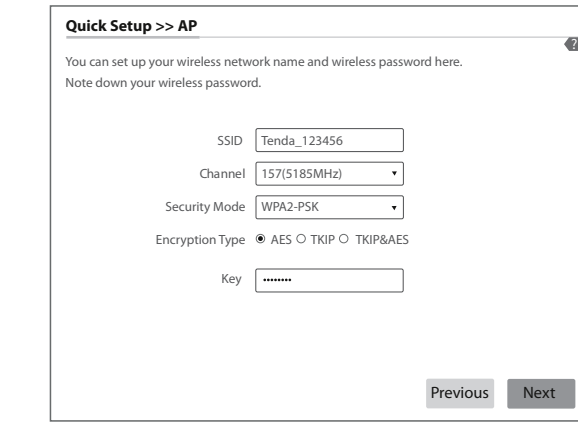 Quick Setup >> AP
?
You can set up your wireless network name and wireless password here.
Note down your wireless password.
SSID Tenda_123456
Channel 157(5185MHz)
Security Mode WPA2-PSK
Encryption Type AES TKIP TKIP&AES
Key ••••••••
Previous Next